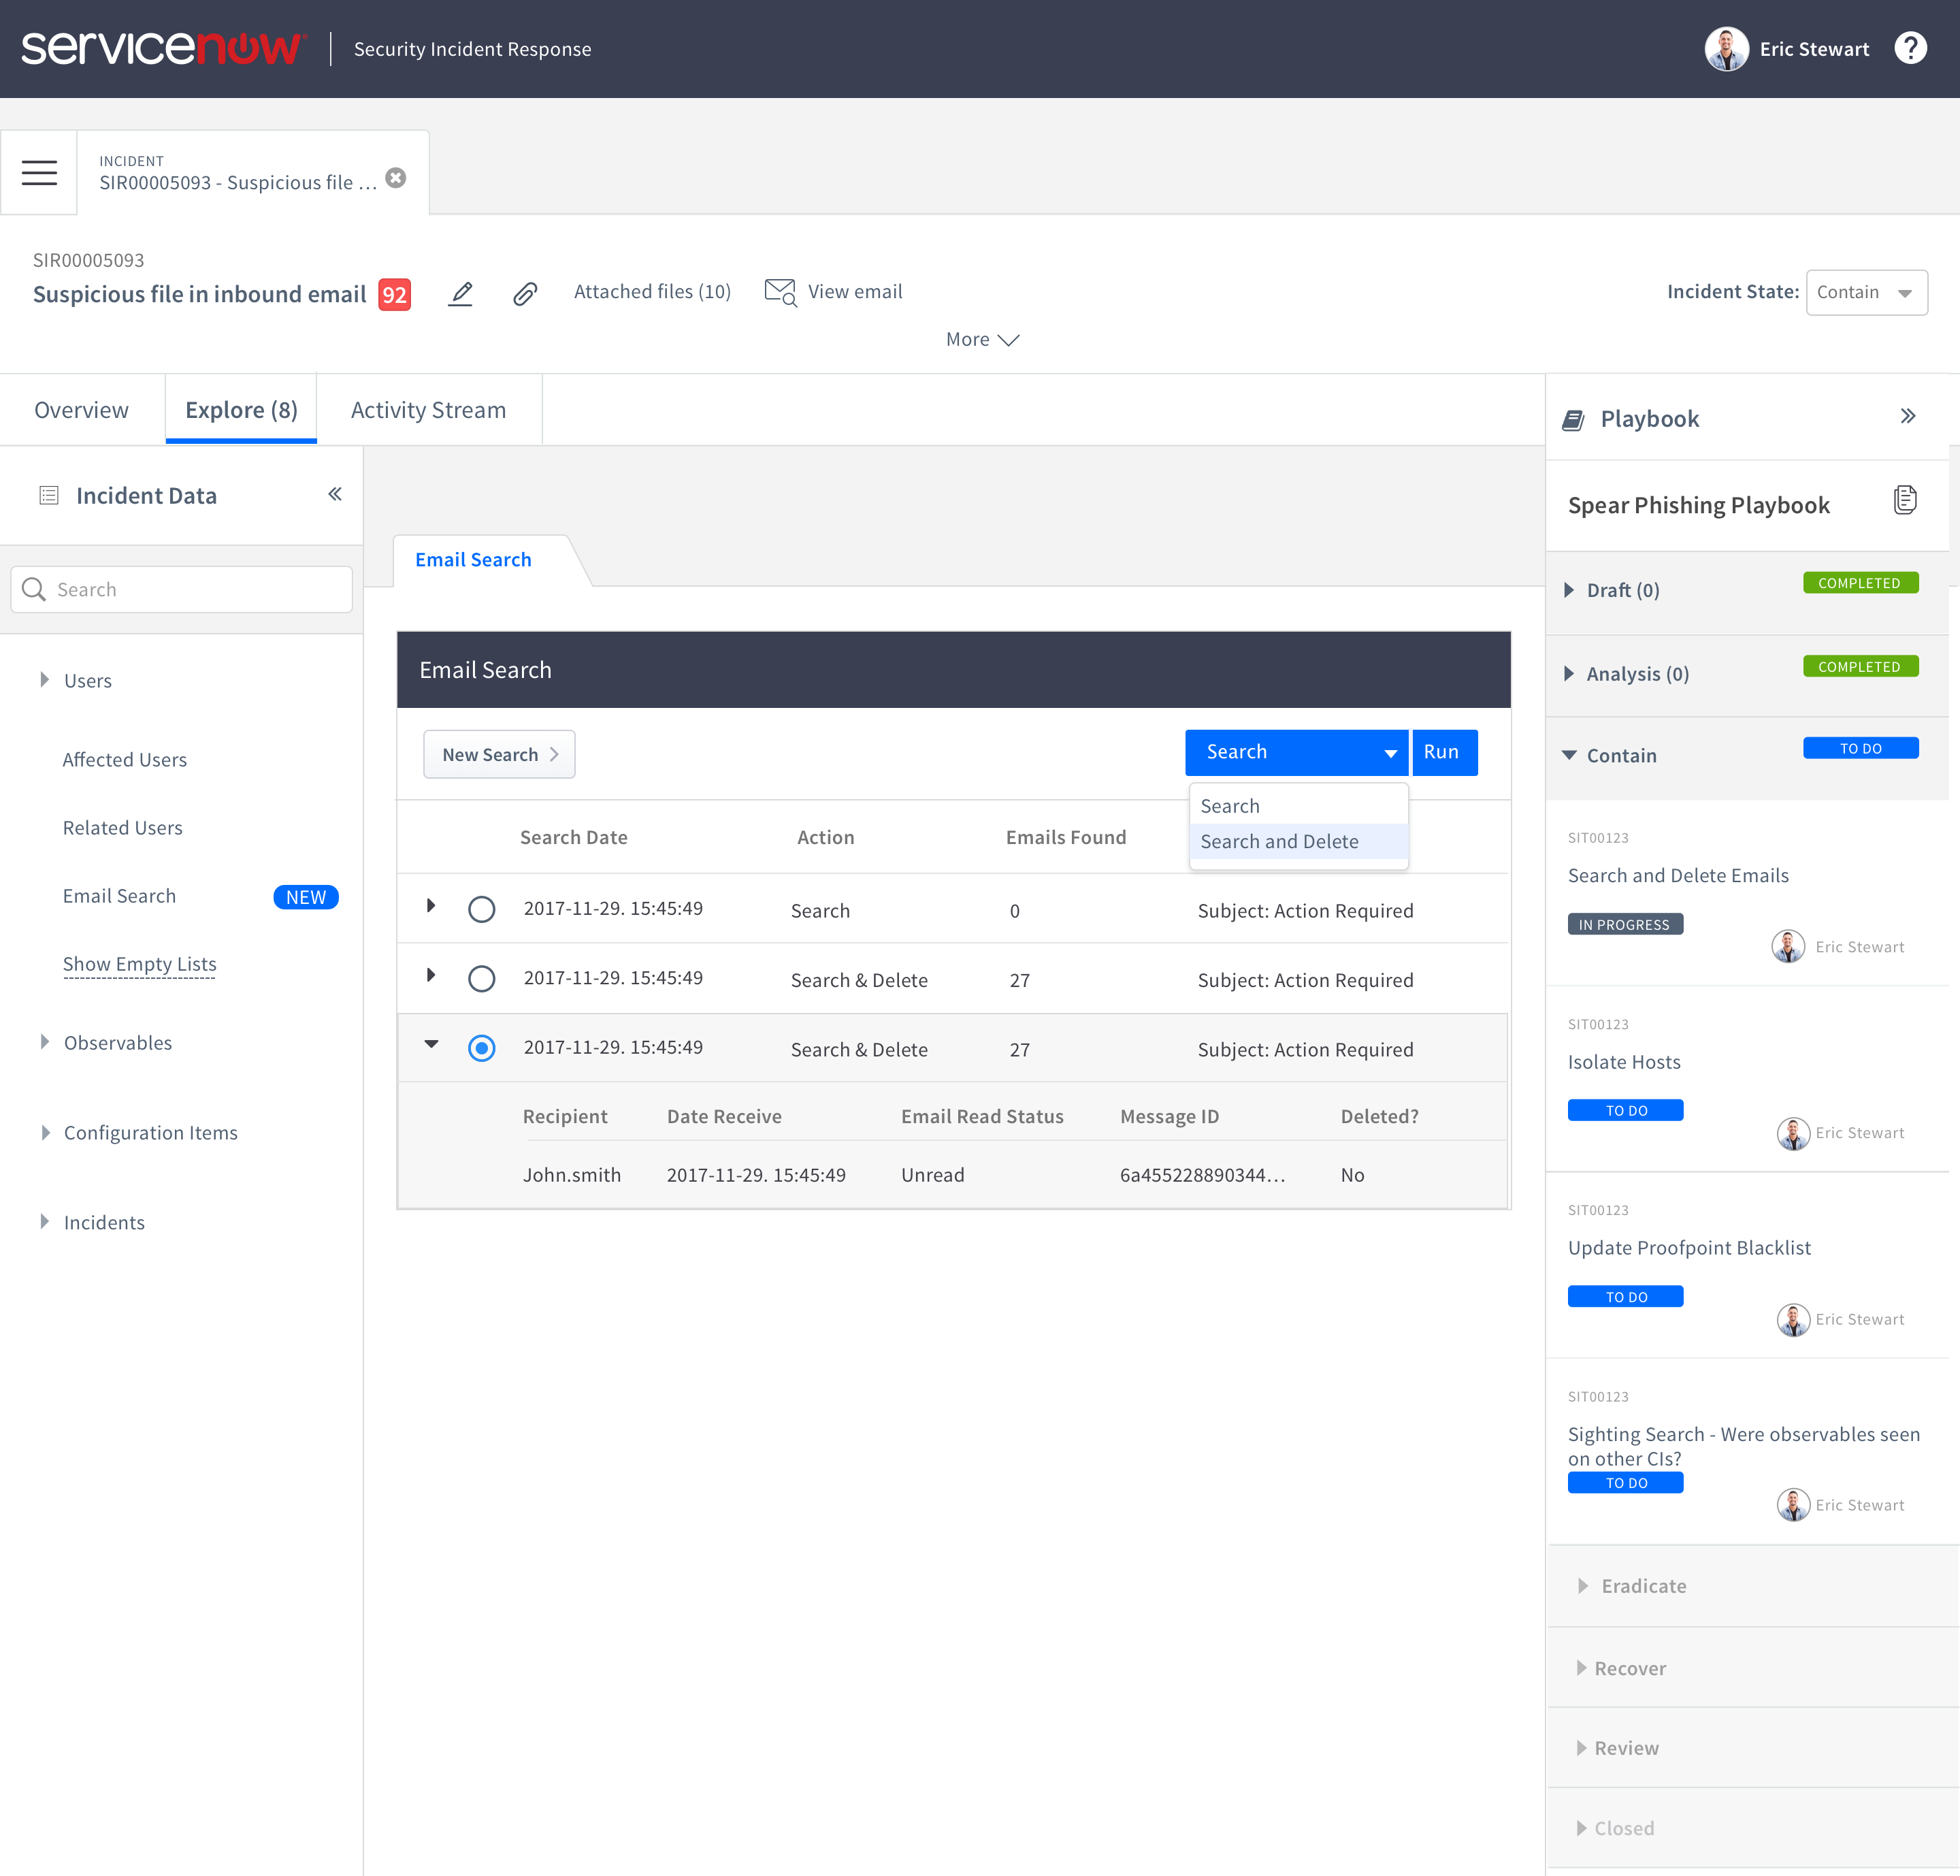 servicenow
Security Incident Response
Eric Stewart
INCIDENT
SIR00005093 - Suspicious file ...
SIR00005093
Suspicious file in inbound email 92
Attached files (10)
View email
Incident State: Contain
More
Overview
Explore (8)
Activity Stream
Incident Data
Search
Users
Affected Users
Related Users
Email Search NEW
Show Empty Lists
Observables
Configuration Items
Incidents
Email Search
Email Search
New Search
Search
Run
Search
Search and Delete
Search Date Action Emails Found
2017-11-29. 15:45:49 Search 0 Subject: Action Required
2017-11-29. 15:45:49 Search & Delete 27 Subject: Action Required
2017-11-29. 15:45:49 Search & Delete 27 Subject: Action Required
Recipient Date Receive Email Read Status Message ID Deleted?
John.smith 2017-11-29. 15:45:49 Unread 6a455228890344... No
Playbook
Spear Phishing Playbook
Draft (0) COMPLETED
Analysis (0) COMPLETED
Contain TO DO
SIT00123
Search and Delete Emails
IN PROGRESS
Eric Stewart
SIT00123
Isolate Hosts
TO DO
Eric Stewart
SIT00123
Update Proofpoint Blacklist
TO DO
Eric Stewart
SIT00123
Sighting Search - Were observables seen
on other CIs?
TO DO
Eric Stewart
Eradicate
Recover
Review
Closed